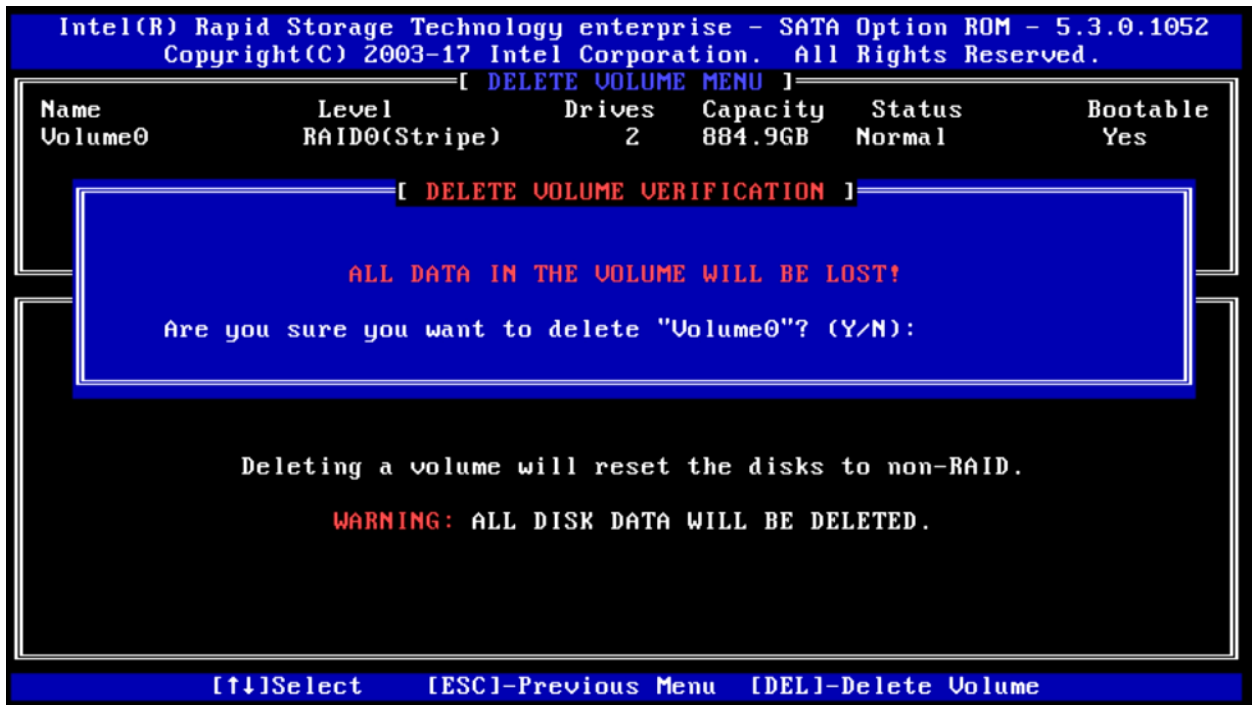 Intel(R) Rapid Storage Technology enterprise - SATA Option ROM - 5.3.0.1052
Copyright(C) 2003-17 Intel Corporation. All Rights Reserved.
[ DELETE VOLUME MENU ]
Name Level Drives Capacity Status Bootable
Volume0 RAID0(Stripe) 2 884.9GB Normal Yes
[ DELETE VOLUME VERIFICATION ]
ALL DATA IN THE VOLUME WILL BE LOST!
Are you sure you want to delete "Volume0"? (Y/N):
Deleting a volume will reset the disks to non-RAID.
WARNING: ALL DISK DATA WILL BE DELETED.
[↑↓]Select [ESC]-Previous Menu [DEL]-Delete Volume